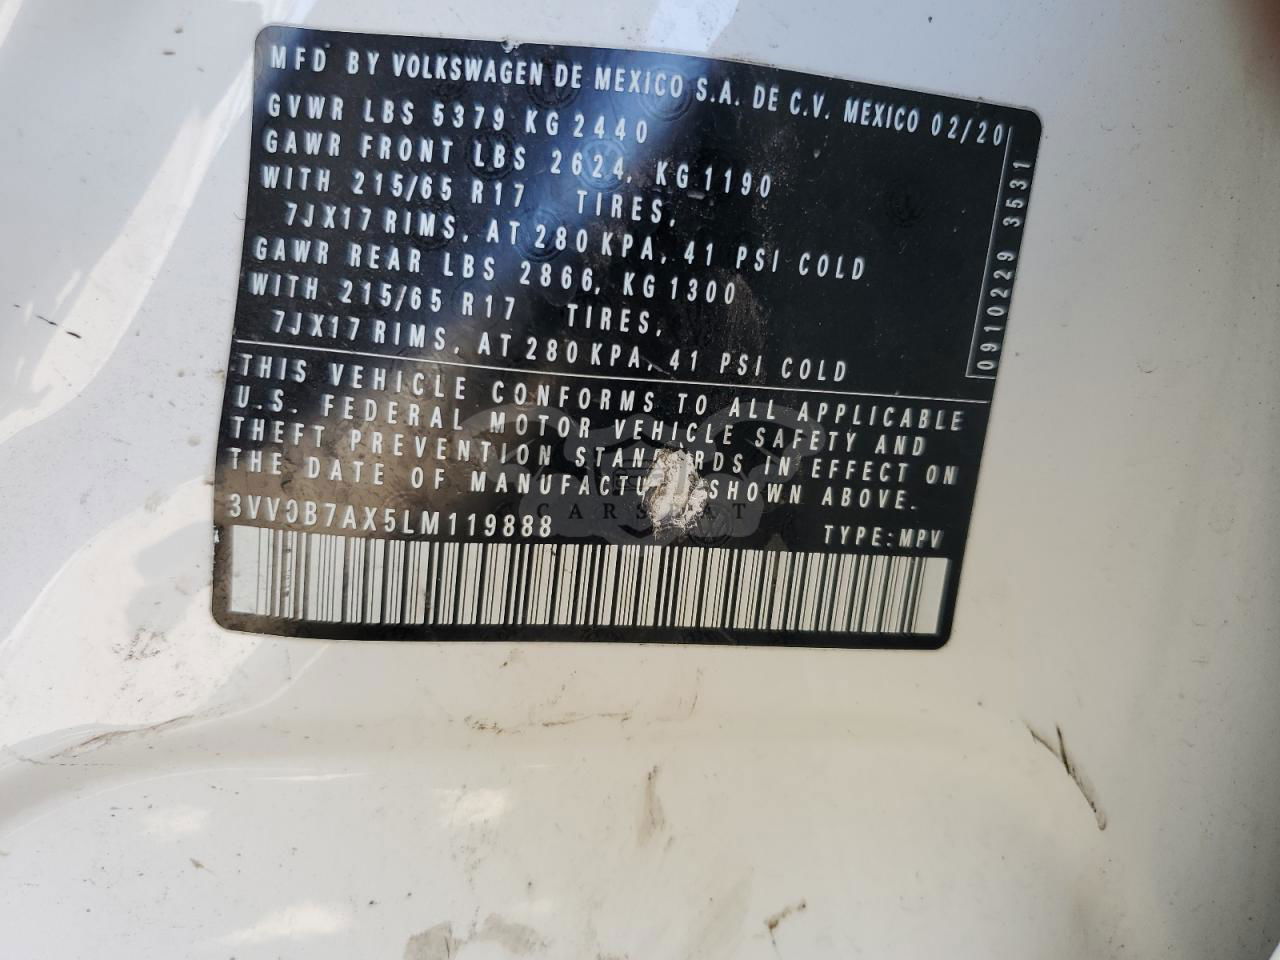 MFD BY VOLKSWAGEN DE MEXICO S.A. DE C.V. MEXICO 02/20
GVWR LBS 5379 KG 2440
GAWR FRONT LBS 2624, KG 1190
WITH 215/65 R17 TIRES,
7JX17 RIMS, AT 280 KPA, 41 PSI COLD
GAWR REAR LBS 2866, KG 1300
WITH 215/65 R17 TIRES,
7JX17 RIMS, AT 280 KPA, 41 PSI COLD
0910229 3531
THIS VEHICLE CONFORMS TO ALL APPLICABLE
U.S. FEDERAL MOTOR VEHICLE SAFETY AND
THEFT PREVENTION STANDARDS IN EFFECT ON
THE DATE OF MANUFACTURE SHOWN ABOVE.
3VV0B7AX5LM119888 TYPE: MPV